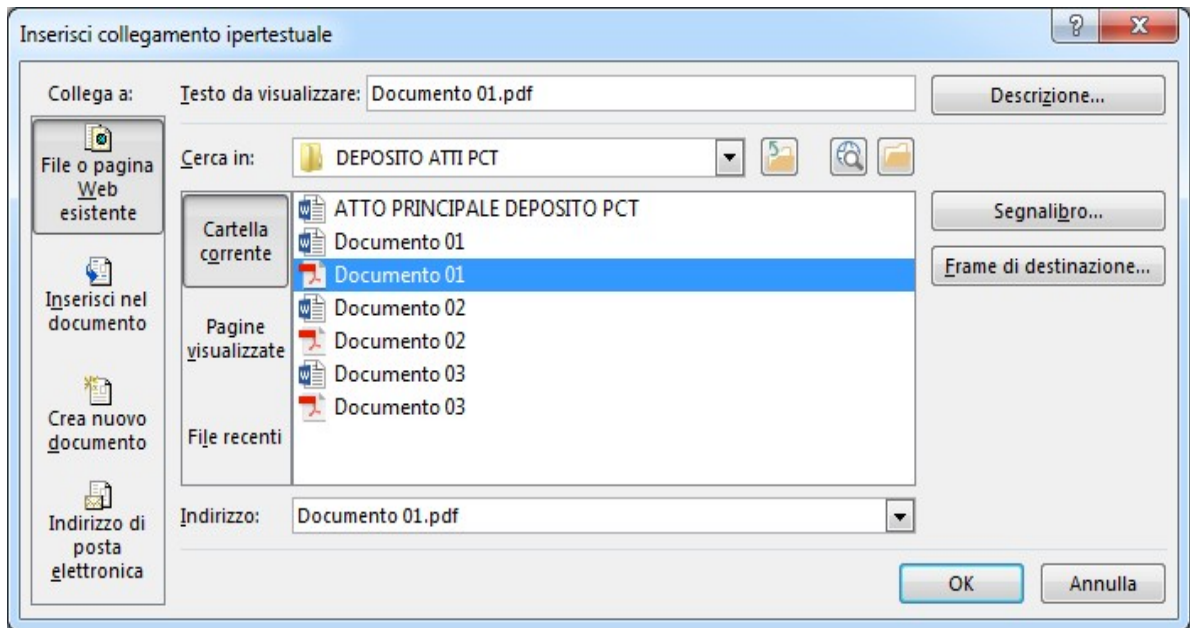 Inserisci collegamento ipertestuale
Collega a:
Testo da visualizzare: Documento 01.pdf
Descrizione...
File o pagina
Web
esistente
Cerca in:
DEPOSITO ATTI PCT
Cartella
corrente
ATTO PRINCIPALE DEPOSITO PCT
Documento 01
Documento 01
Documento 02
Documento 02
Documento 03
Documento 03
Segnalibro...
Frame di destinazione...
Inserisci nel
documento
Pagine
visualizzate
Crea nuovo
documento
File recenti
Indirizzo di
posta
elettronica
Indirizzo: Documento 01.pdf
OK
Annulla